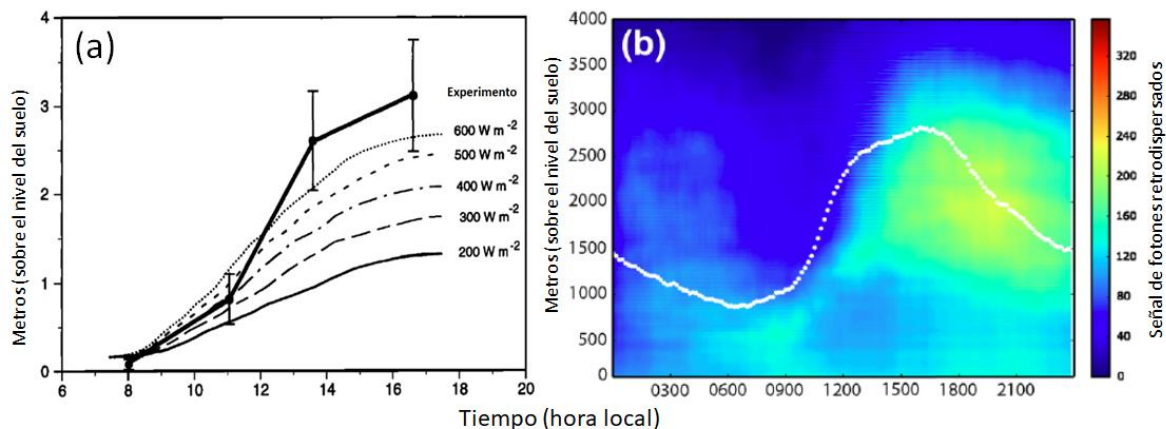 (a)
Metros (sobre el nivel del suelo)
4
3
2
1
0
Experimento
600 W m-2
500 W m-2
400 W m-2
300 W m-2
200 W m-2
6 8 10 12 14 16 18 20
(b)
Metros (sobre el nivel del suelo)
4000
3500
3000
2500
2000
1500
1000
500
0
0300 0600 0900 1200 1500 1800 2100
320
280
240
200
160
120
80
40
Señal de fotones retrodispersados
Tiempo (hora local)